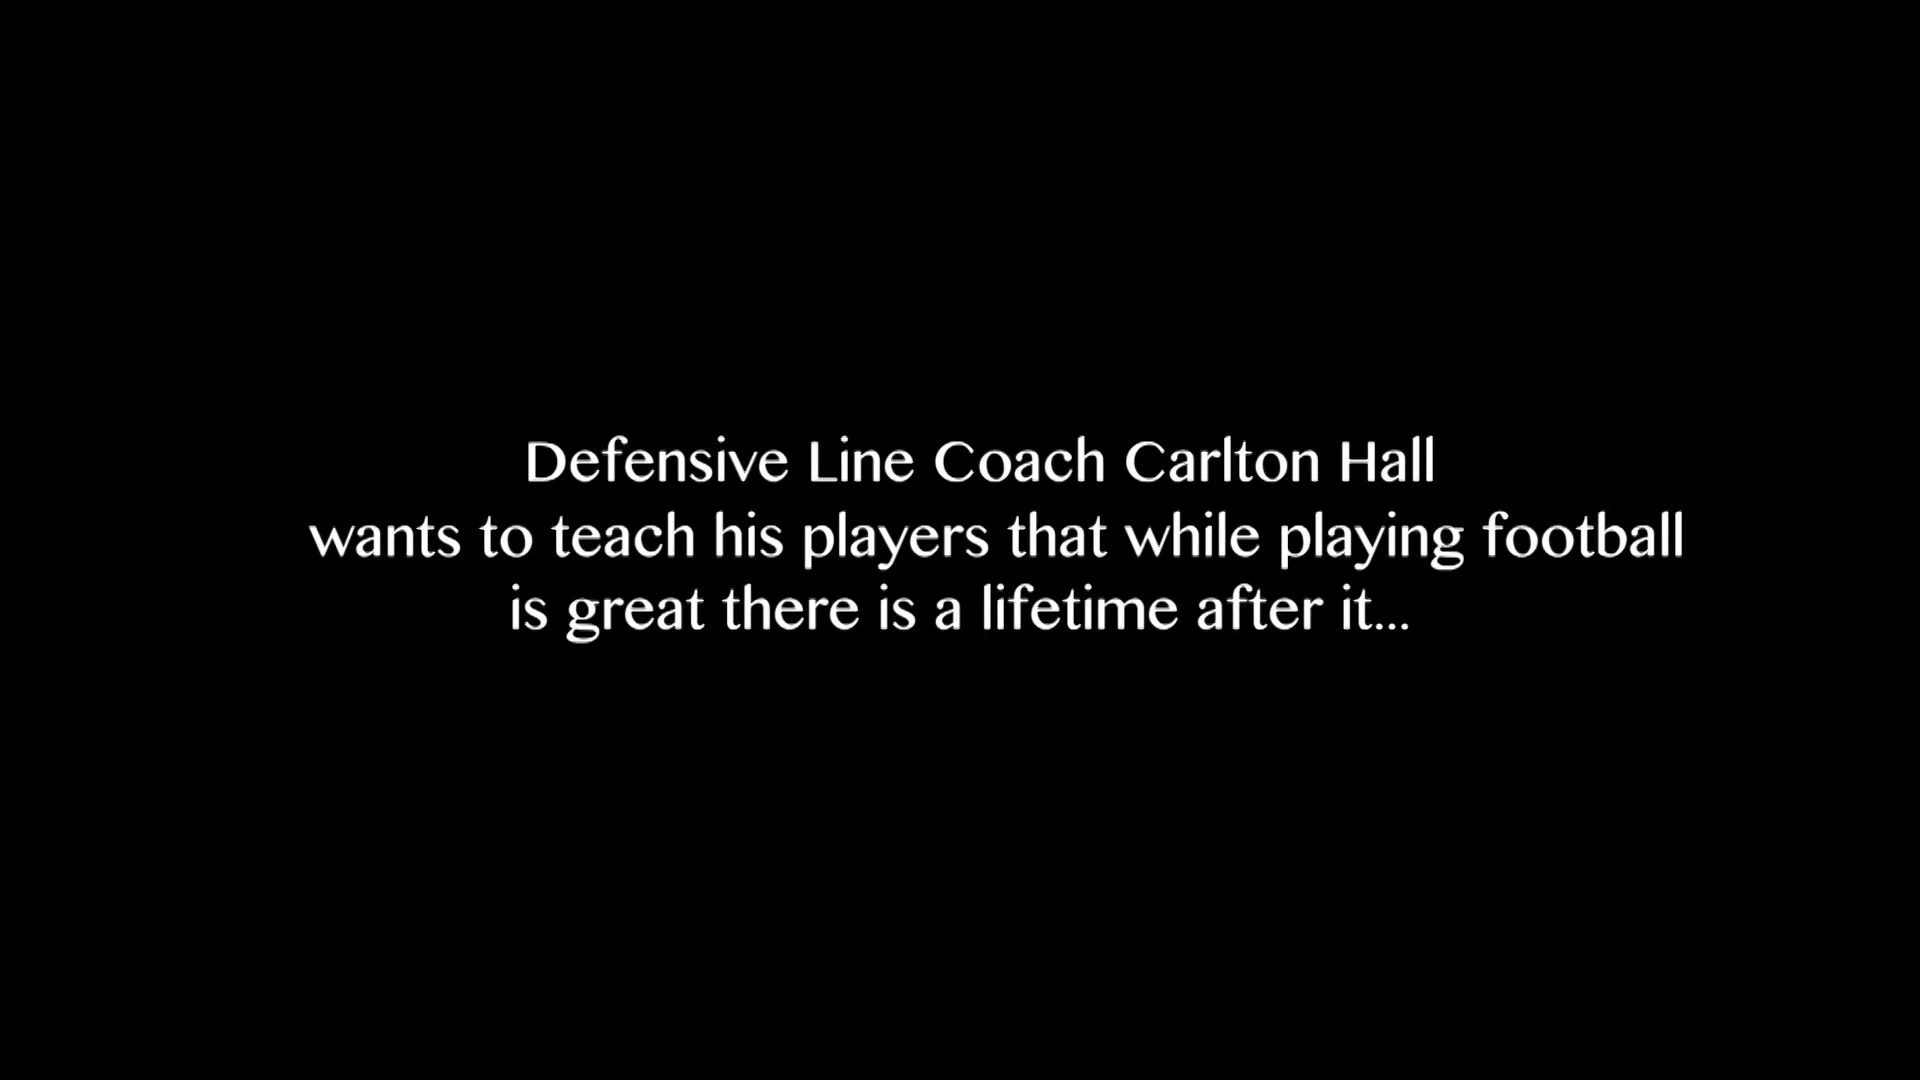 Defensive Line Coach Carlton Hall
wants to teach his players that while playing football
is great there is a lifetime after it...